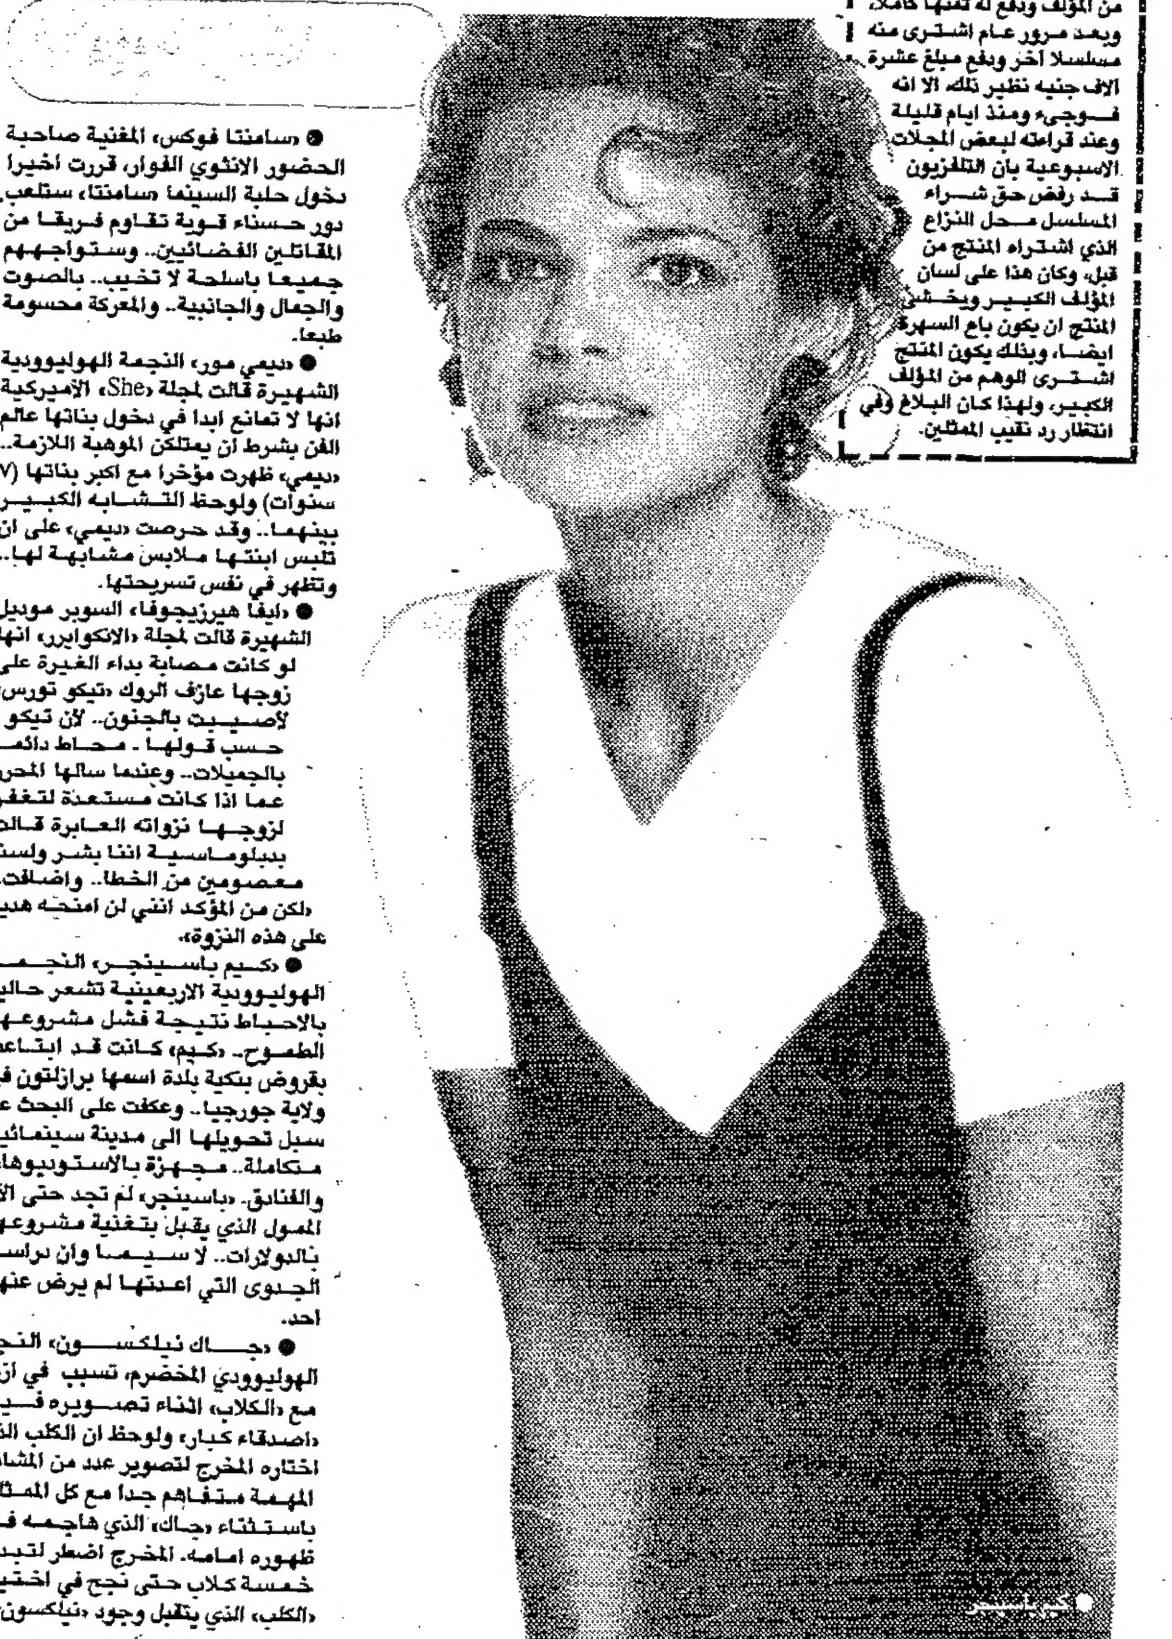 من المؤلف ودفع له ثمنها كاملا،
وبعد مرور عام اشترى منه
مسلسلا آخر ودفع مبلغ عشرة
آلاف جنيه نظير ذلك، الا انه
فوجيء ومنذ ايام قليلة
وعند قراءته لبعض المجلات
الاسبوعية بان التلفزيون
قد رفض حق شراء
المسلسل محل النزاع
الذي اشتراه المنتج من
قبل، وكان هذا على لسان
المؤلف الكبير ويخشى
المنتج ان يكون باع السهرة
ايضا، وبذلك يكون المنتج
اشترى الوهم من المؤلف
الكبير، ولهذا كان البلاغ وفي
انتظار رد نقيب الممثلين.
● «سامنتا فوكس» المغنية صاحبة
الحضور الانثوي الفوار، قررت اخيرا
دخول حلبة السينما «سامنتا» ستلعب
دور حسناء قوية تقاوم فريقا من
المقاتلين الفضائيين.. وستواجههم
جميعا باسلحة لا تخيب.. بالصوت
والجمال والجاذبية.. والمعركة محسومة
طبعا.
● «ديمي مور» النجمة الهوليوودية
الشهيرة قالت لمجلة «She» الأميركية
انها لا تمانع ابدا في دخول بناتها عالم
الفن بشرط ان يمتلكن الموهبة اللازمة..
«ديمي» ظهرت مؤخرا مع اكبر بناتها (٧
سنوات) ولوحظ التشابه الكبير
بينهما.. وقد حرصت «ديمي» على ان
تلبس ابنتها ملابس مشابهة لها..
وتظهر في نفس تسريحتها.
● «ايفا هيرزيجوفا» السوبر موديل
الشهيرة قالت لمجلة «الانكوايرر» انها
لو كانت مصابة بداء الغيرة على
زوجها عازف الروك «تيكو تورس»
لأصيبت بالجنون.. لأن تيكو
حسب قولها - محاط دائما
بالجميلات.. وعندما سالها المحرر
عما اذا كانت مستعدة لتغفر
لزوجها نزواته العابرة قالت
بدبلوماسية اننا بشر ولسنا
معصومين من الخطا.. واضافت.
«لكن من المؤكد انني لن امنحه هدية
على هذه النزوة».
● «كيم باسينجر» النجمة
الهوليوودية الاربعينية تشعر حاليا
بالاحباط نتيجة فشل مشروعها
الطموح.. «كيم» كانت قد ابتاعت
بقروض بنكية بلدة اسمها برازلتون في
ولاية جورجيا.. وعكفت على البحث عن
سبل تحويلها الى مدينة سينمائية
متكاملة.. مجهزة بالاستوديوهات
والفنادق.. «باسينجر» لم تجد حتى الآن
الممول الذي يقبل بتغذية مشروعها
بالدولارات.. لا سيما وان دراسة
الجدوى التي اعدتها لم يرض عنها
احد.
● «جاك نيلكسون» النجم
الهوليوودي المخضرم، تسبب في ازمة
مع «الكلاب» اثناء تصويره فيلم
«اصدقاء كبار» ولوحظ ان الكلب الذي
اختاره المخرج لتصوير عدد من المشاهد
المهمة متفاهم جدا مع كل الممثلين
باستثناء «جاك» الذي هاجمه فور
ظهوره امامه. المخرج اضطر لتبديل
خمسة كلاب حتى نجح في اختيار
«الكلب» الذي يتقبل وجود «نيلكسون»
● كيم باسينجر